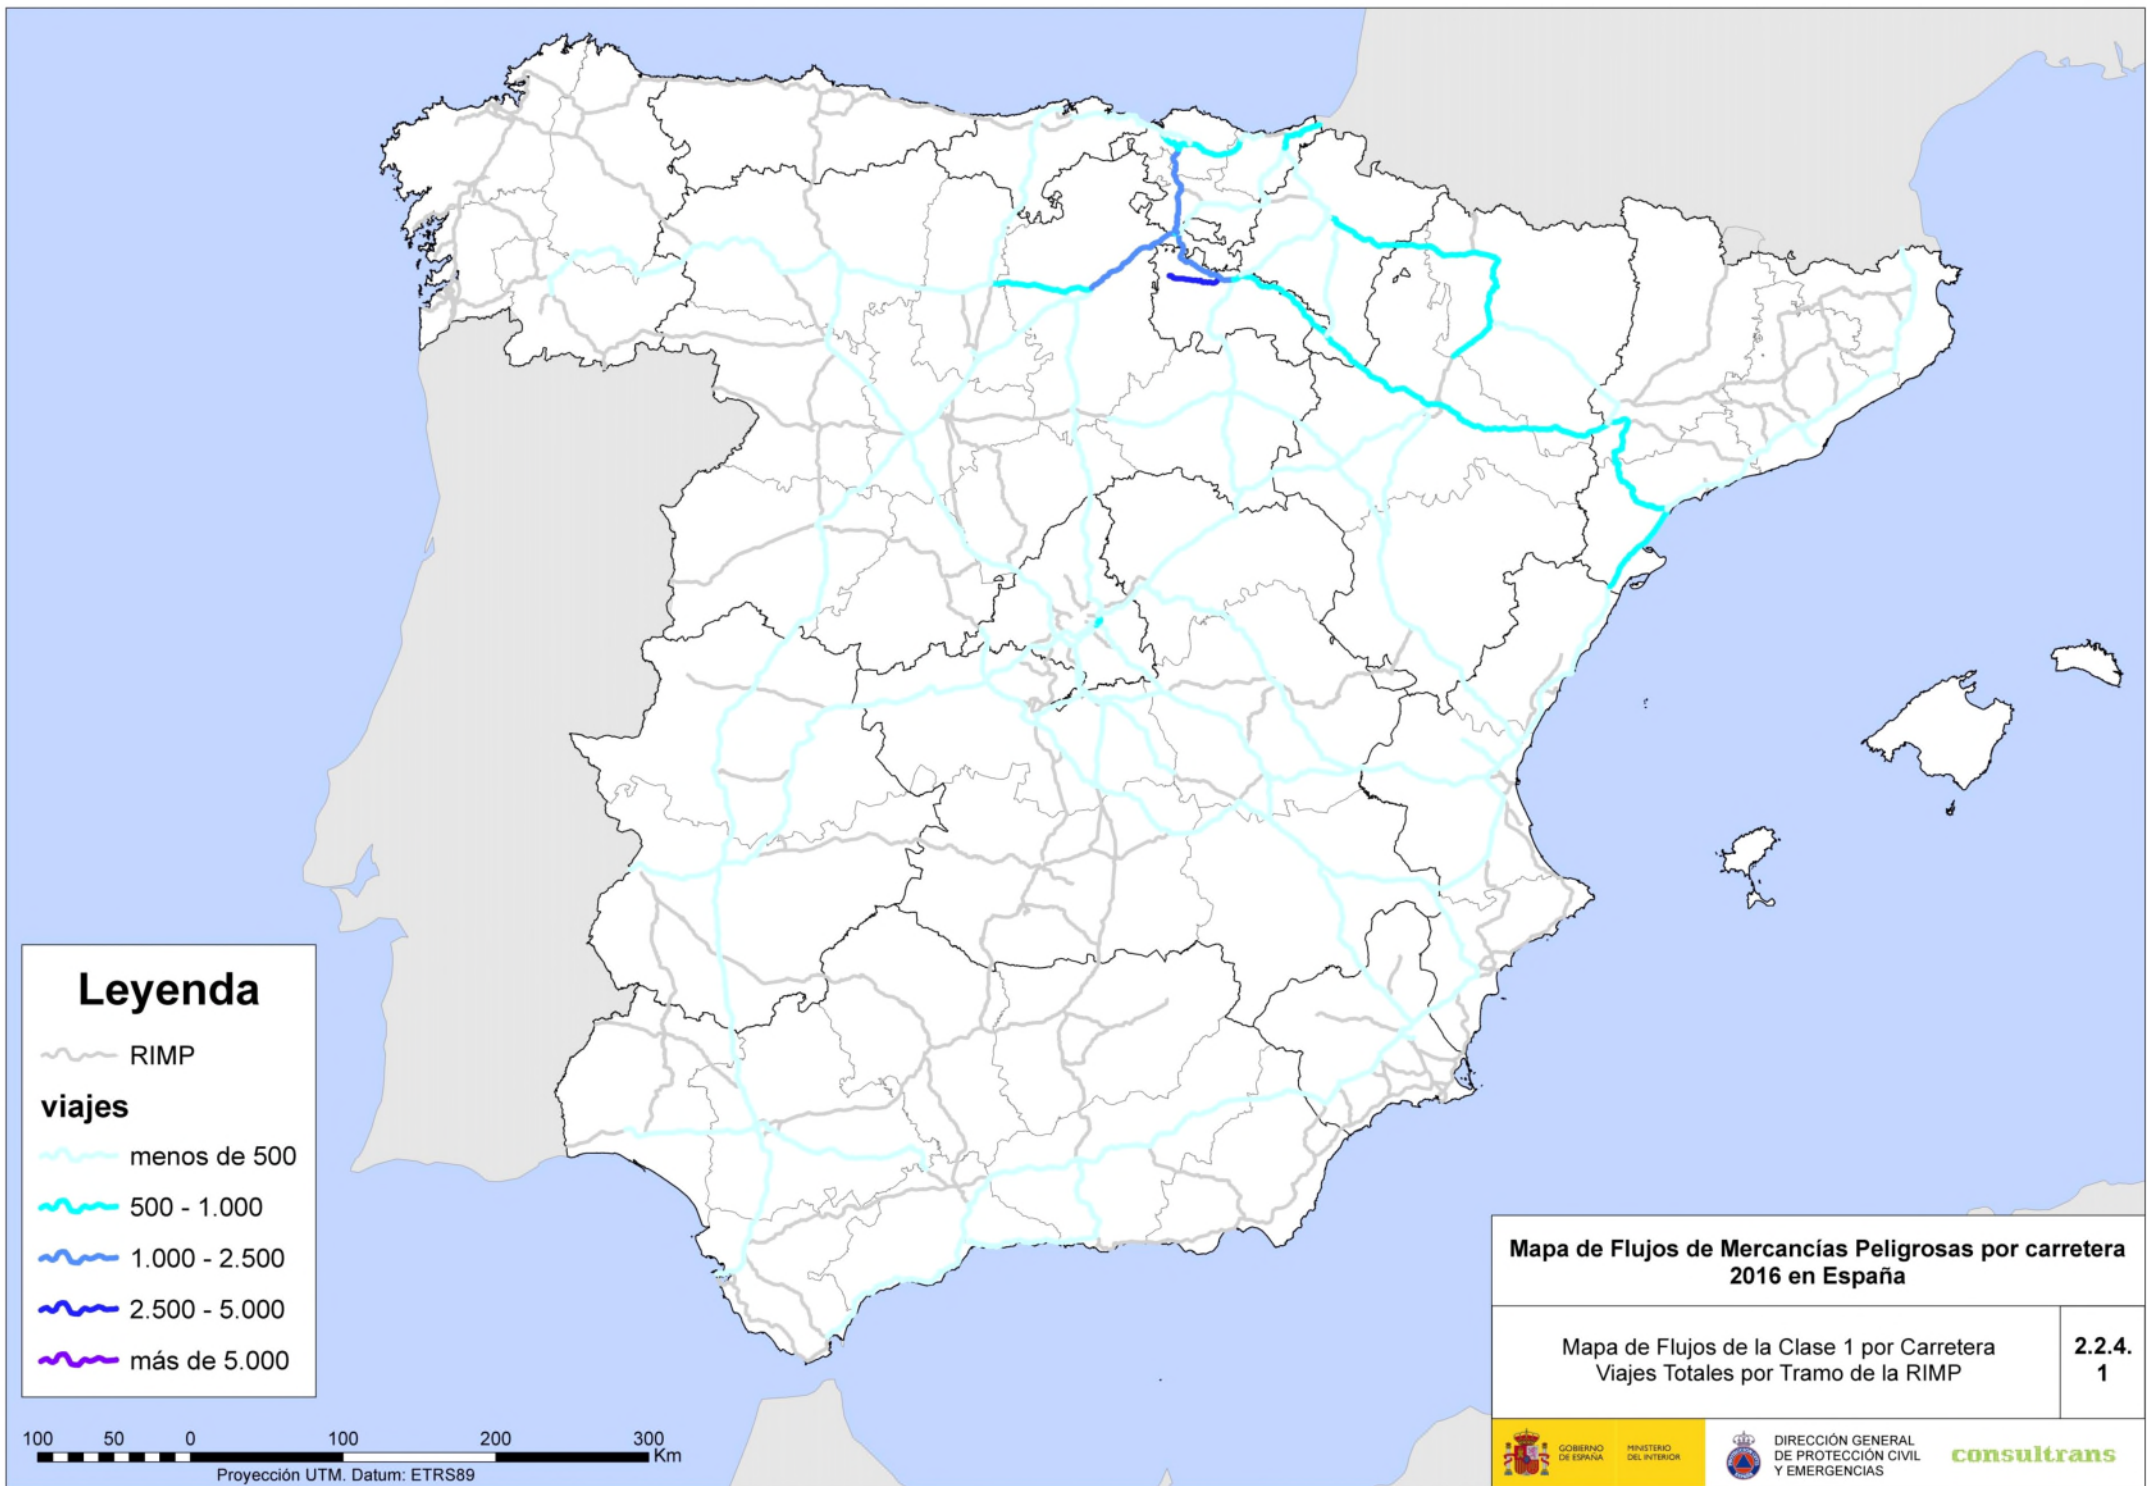 Leyenda
RIMP
viajes
menos de 500
500 - 1.000
1.000 - 2.500
2.500 - 5.000
más de 5.000
100 50 0 100 200 300
Km
Proyección UTM. Datum: ETRS89
Mapa de Flujos de Mercancías Peligrosas por carretera
2016 en España
Mapa de Flujos de la Clase 1 por Carretera
Viajes Totales por Tramo de la RIMP
2.2.4.
1
GOBIERNO
DE ESPAÑA
MINISTERIO
DEL INTERIOR
DIRECCIÓN GENERAL
DE PROTECCIÓN CIVIL
Y EMERGENCIAS
consultrans